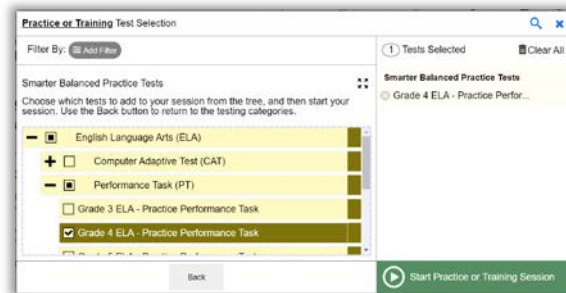 Practice or Training Test Selection
Filter By: Add Filter
Smarter Balanced Practice Tests
Choose which tests to add to your session from the tree, and then start your
session. Use the Back button to return to the testing categories.
English Language Arts (ELA)
Computer Adaptive Test (CAT)
Performance Task (PT)
Grade 3 ELA - Practice Performance Task
Grade 4 ELA - Practice Performance Task
Back
1 Tests Selected
Clear All
Smarter Balanced Practice Tests
Grade 4 ELA - Practice Perfor...
Start Practice or Training Session